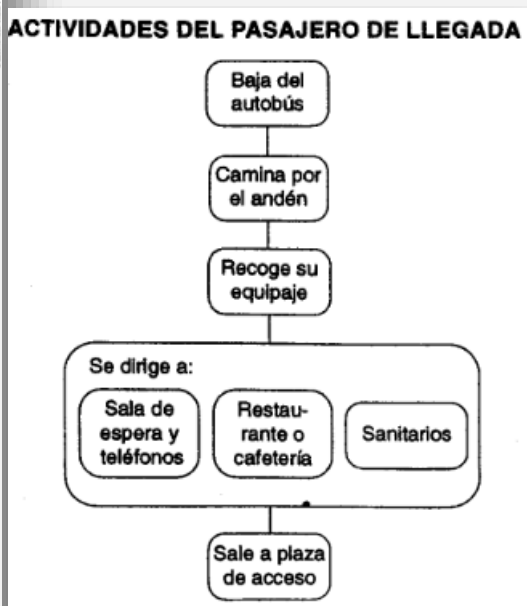 ACTIVIDADES DEL PASAJERO DE LLEGADA
Baja del
autobús
Camina por
el andén
Recoge su
equipaje
Se dirige a:
Sala de
espera y
teléfonos
Restau-
rante o
cafetería
Sanitarios
Sale a plaza
de acceso